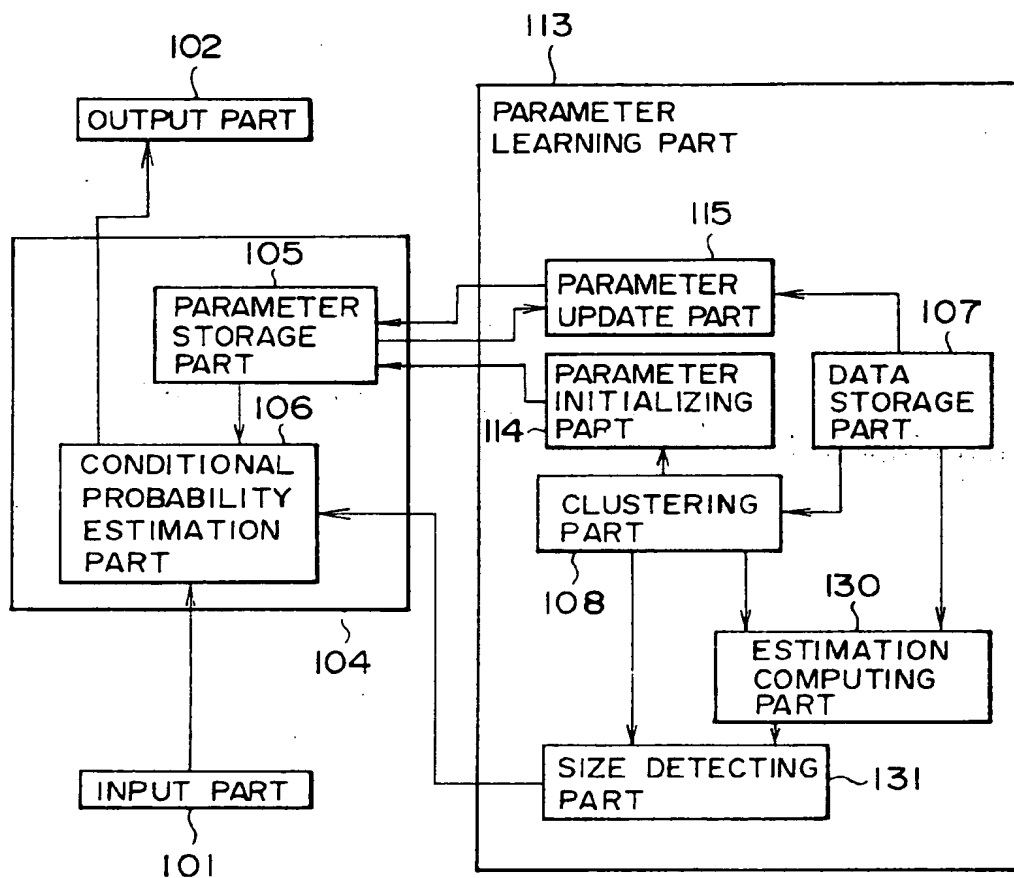 113
102
OUTPUT PART
PARAMETER
LEARNING PART
115
105
PARAMETER
STORAGE
PART
PARAMETER
UPDATE PART
107
DATA
STORAGE
PART
106
PARAMETER
INITIALIZING
PART
114
CONDITIONAL
PROBABILITY
ESTIMATION
PART
CLUSTERING
PART
108
130
104
ESTIMATION
COMPUTING
PART
INPUT PART
101
SIZE DETECTING
PART
131